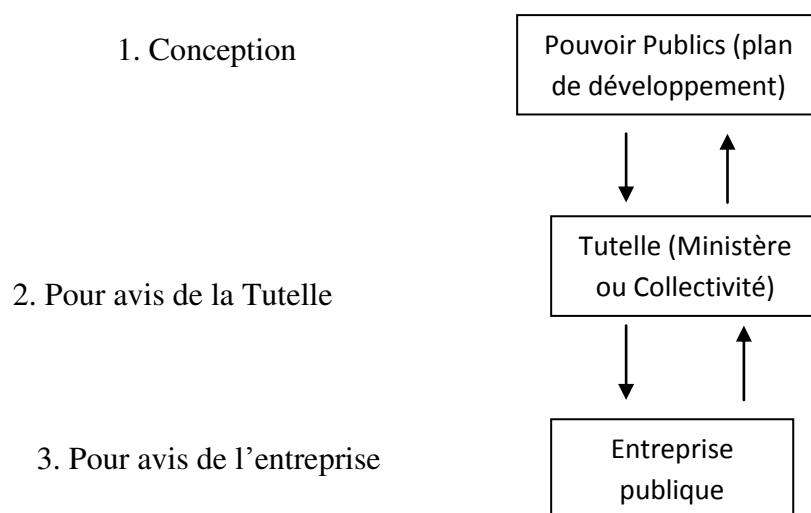 1. Conception
Pouvoir Publics (plan
de développement)
2. Pour avis de la Tutelle
Tutelle (Ministère
ou Collectivité)
3. Pour avis de l’entreprise
Entreprise
publique